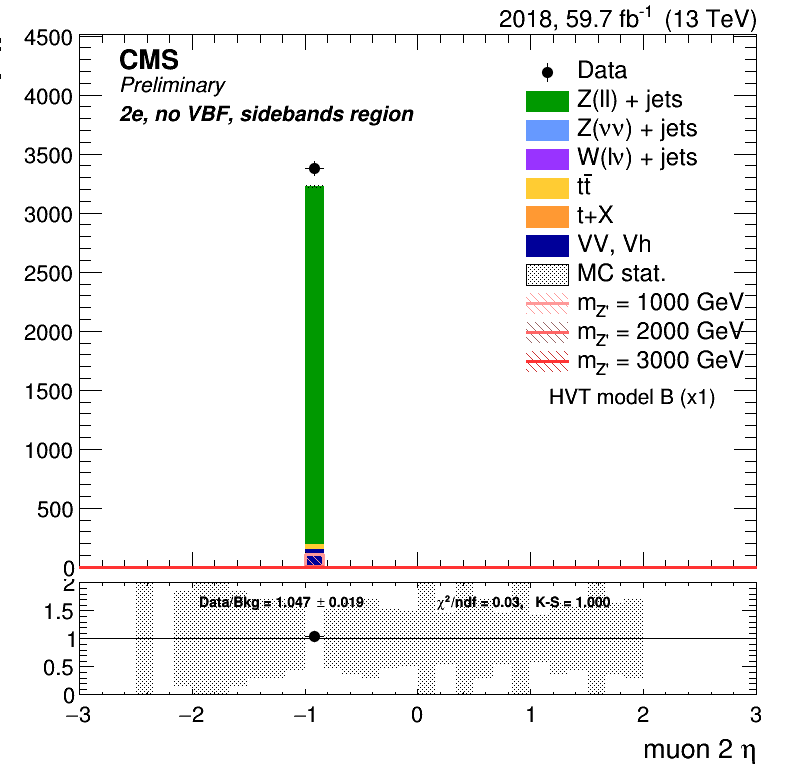 2018, 59.7 fb⁻¹ (13 TeV)
CMS
Preliminary
2e, no VBF, sidebands region
Data
Z(ll) + jets
Z(νν) + jets
W(lν) + jets
tt̅
t+X
VV, Vh
MC stat.
m_Z' = 1000 GeV
m_Z' = 2000 GeV
m_Z' = 3000 GeV
HVT model B (x1)
4500
4000
3500
3000
2500
2000
1500
1000
500
0
Data/Bkg = 1.047 ± 0.019
χ²/ndf = 0.03, K-S = 1.000
2
1.5
1
0.5
0
−3 −2 −1 0 1 2 3
muon 2 η